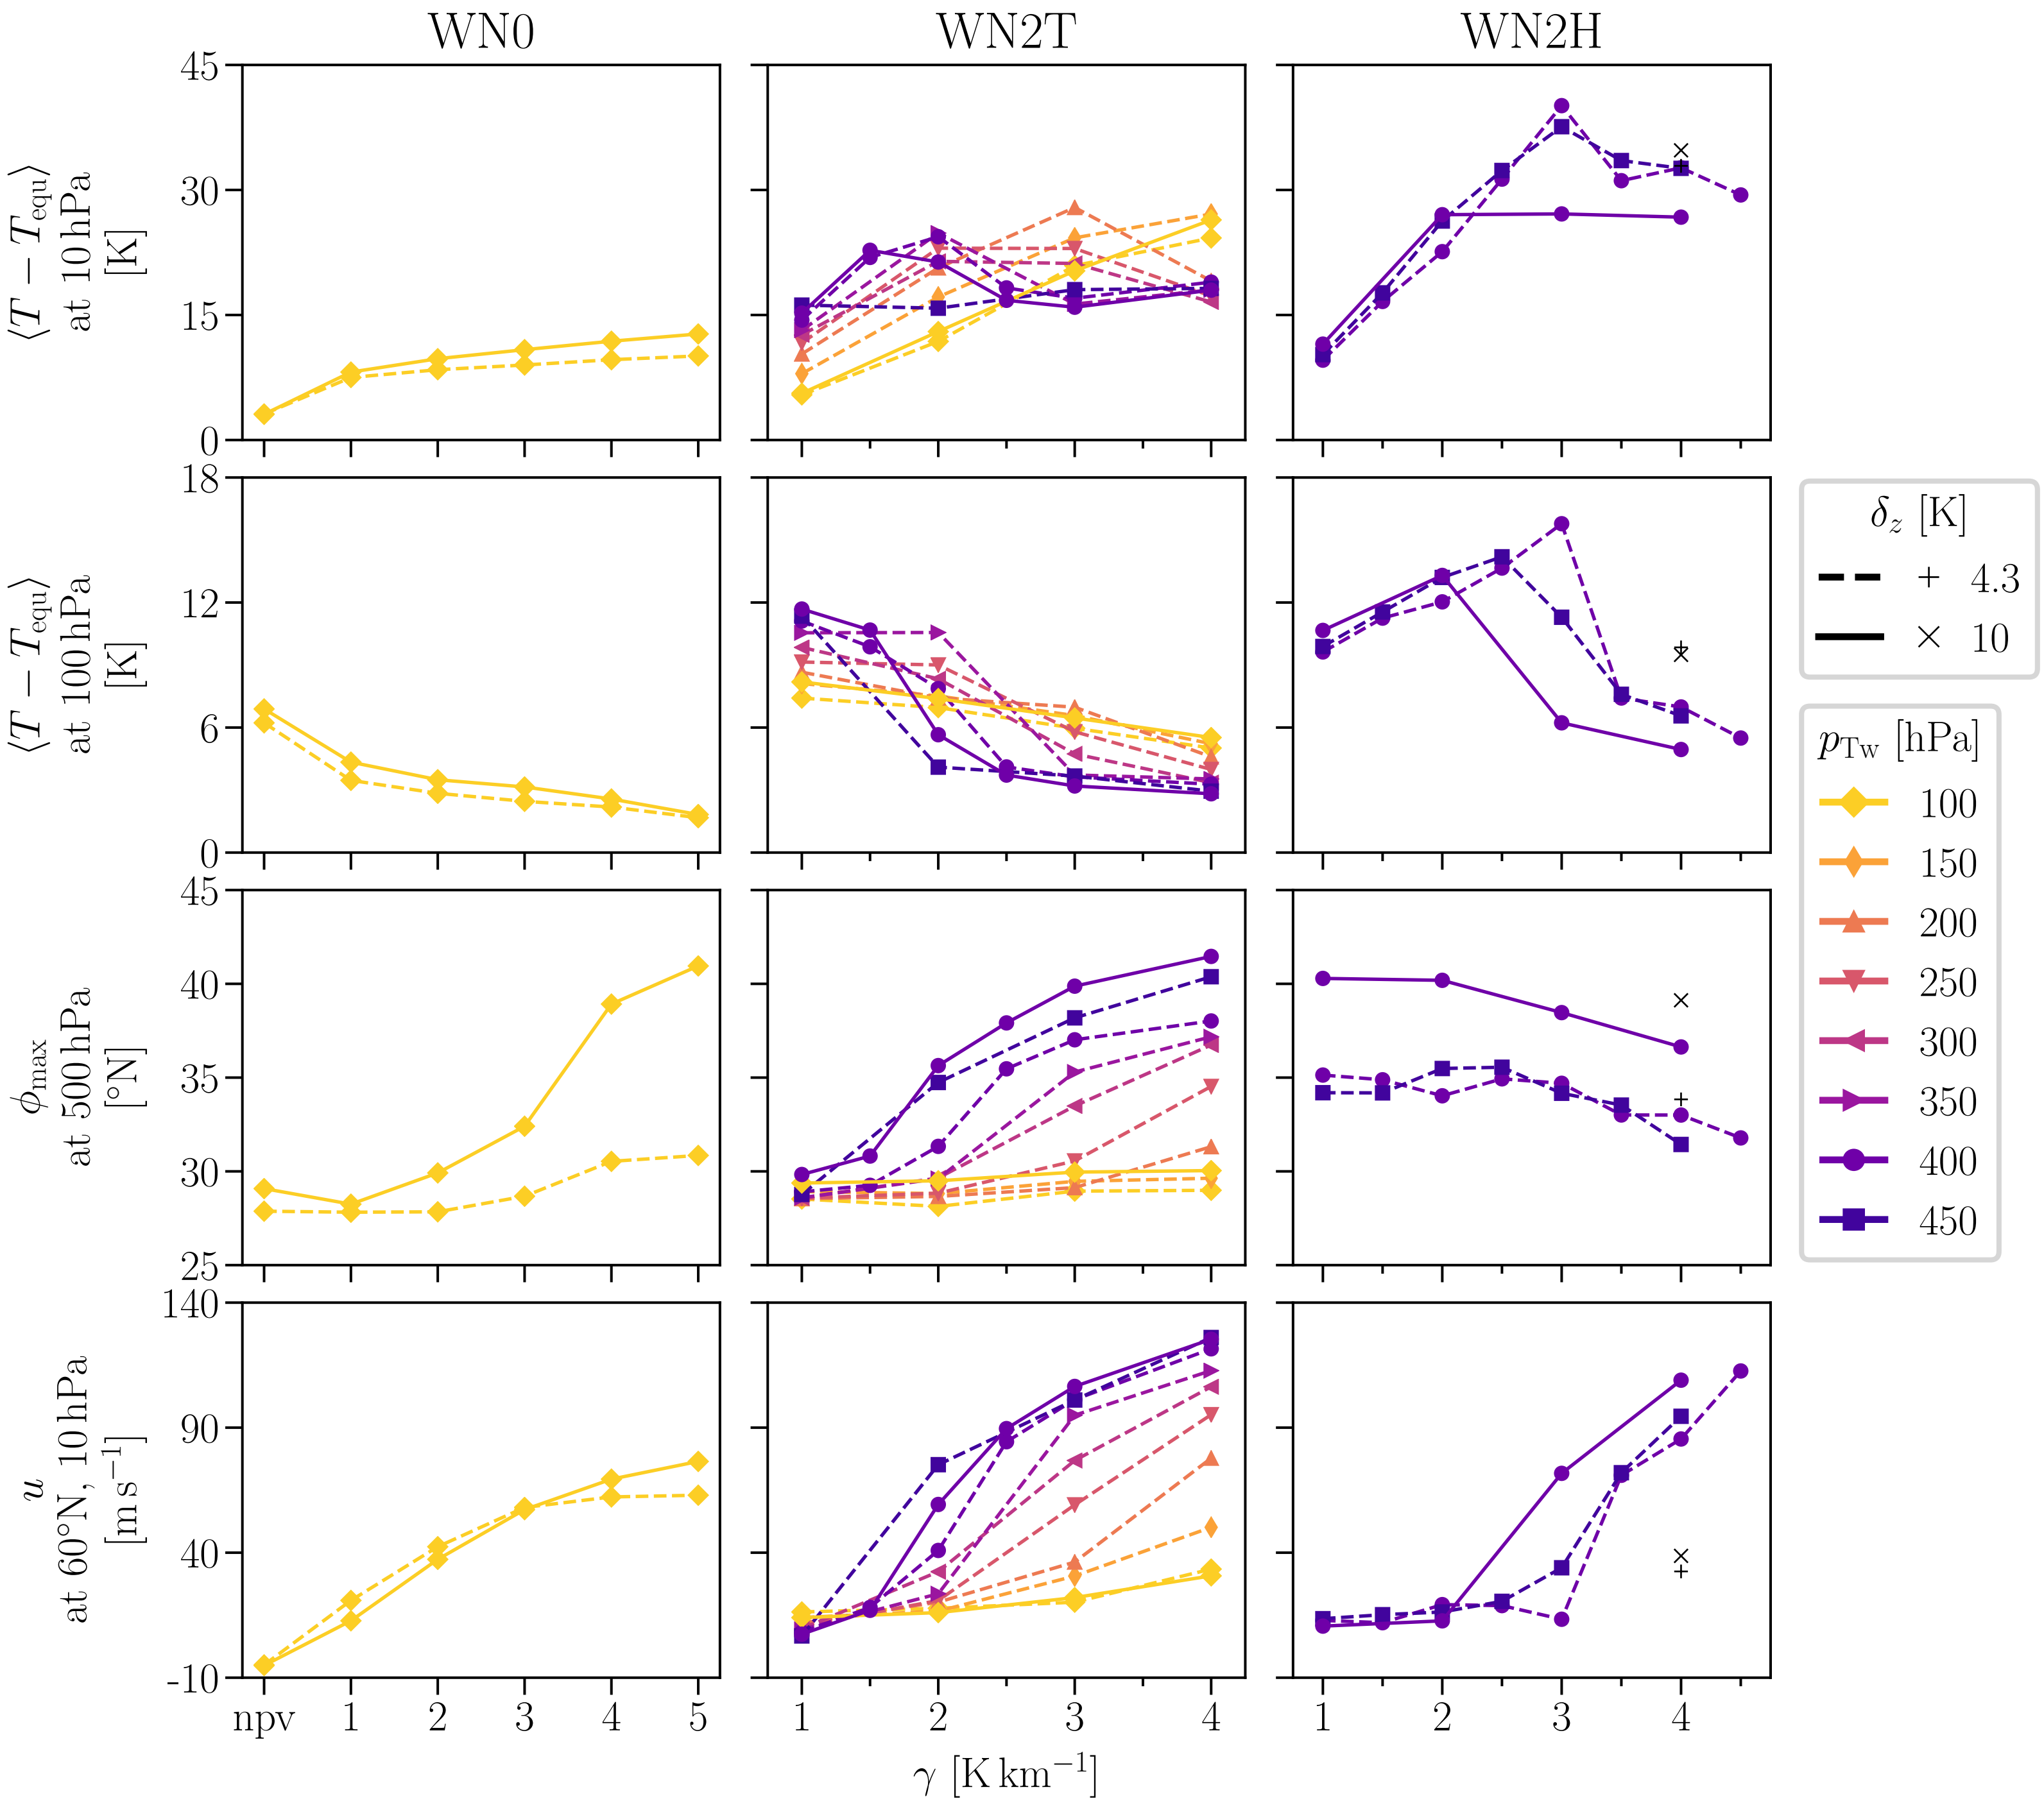 WN0 WN2T WN2H
⟨T − T_equ⟩
at 10 hPa
[K]
45
30
15
0
⟨T − T_equ⟩
at 100 hPa
[K]
18
12
6
0
δ_z [K]
+ 4.3
× 10
p_Tw [hPa]
100
150
200
250
300
350
400
450
ϕ_max
at 500 hPa
[°N]
45
40
35
30
25
u
at 60°N, 10 hPa
[m s⁻¹]
140
90
40
-10
npv 1 2 3 4 5 1 2 3 4 1 2 3 4
γ [K km⁻¹]